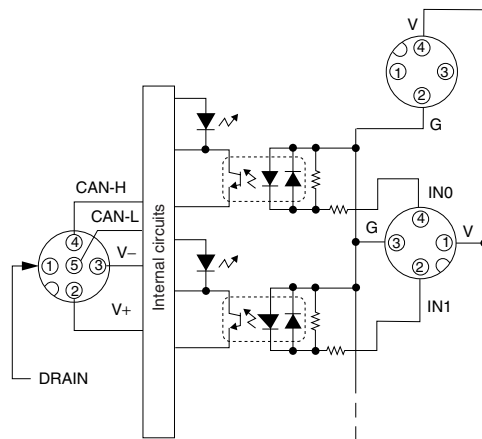 V
4
1
3
2
G
CAN-H
CAN-L
V–
V+
4
1
5
3
2
DRAIN
Internal circuits
IN0
4
G
3
1
V
2
IN1